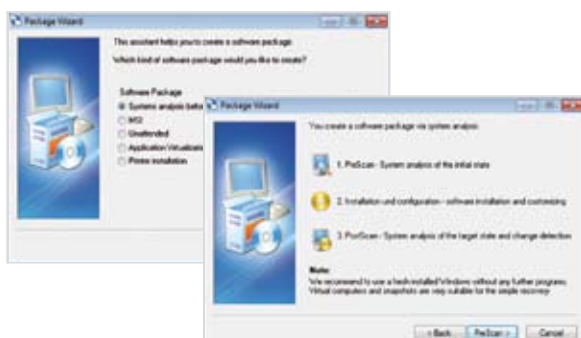 Package Wizard
This assistant helps you to create a software package.
Which kind of software package would you like to create?
Software Package
Systems analysis befo
MSI
Unattended
Application Virtualizati
Printer installation
Package Wizard
You create a software package via system analysis:
1. PreScan - System analysis of the initial state
2. Installation und configuration - software installation and customizing
3. PostScan - System analysis of the target state and change detection
Note:
We recommend to use a fresh installed Windows without any further programs.
Virtual computers and snapshots are very suitable for the simple recovery
< Back
PreScan >
Cancel